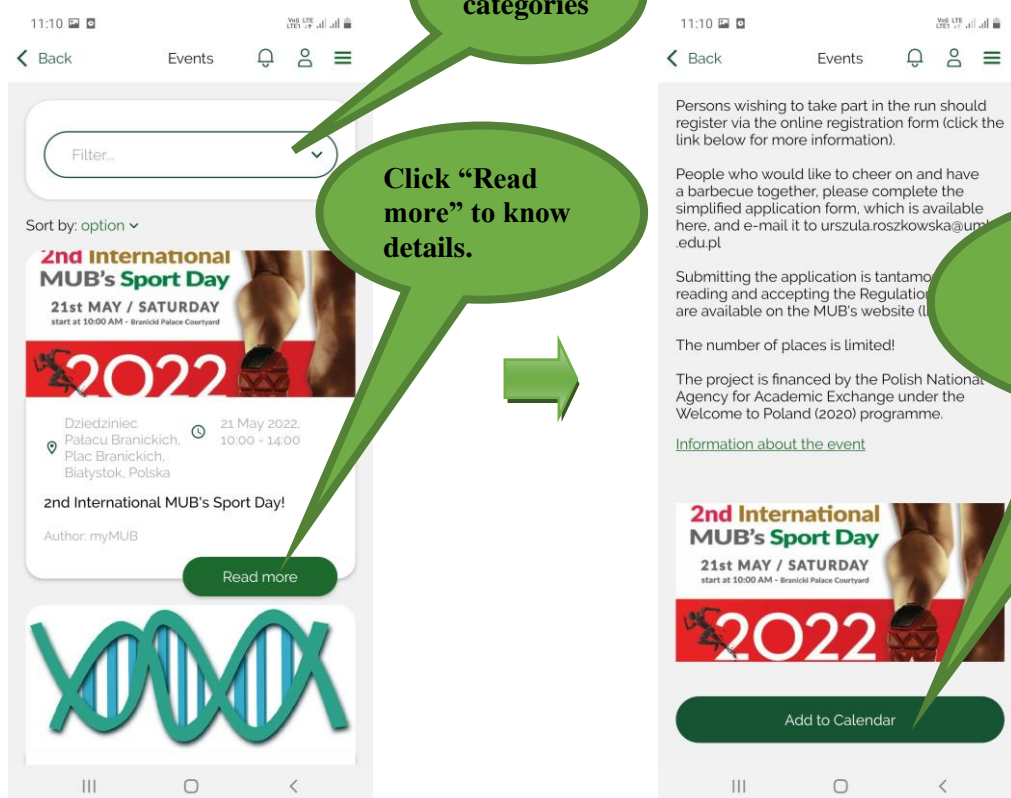 categories
11:10
Back
Events
Filter...
Click “Read
more” to know
details.
Sort by: option
2nd International
MUB's Sport Day
21st MAY / SATURDAY
start at 10:00 AM - Branicki Palace Courtyard
2022
Dziedziniec
Pałacu Branickich,
Plac Branickich,
Białystok, Polska
21 May 2022,
10:00 - 14:00
2nd International MUB's Sport Day!
Author: myMUB
Read more
11:10
Back
Events
Persons wishing to take part in the run should
register via the online registration form (click the
link below for more information).
People who would like to cheer on and have
a barbecue together, please complete the
simplified application form, which is available
here, and e-mail it to urszula.roszkowska@um
.edu.pl
Submitting the application is
reading and accepting the
are available on the MUB's website
The number of places is limited!
The project is financed by the Polish National
Agency for Academic Exchange under the
Welcome to Poland (2020) programme.
Information about the event
2nd International
MUB's Sport Day
21st MAY / SATURDAY
start at 10:00 AM - Branicki Palace Courtyard
2022
Add to Calendar